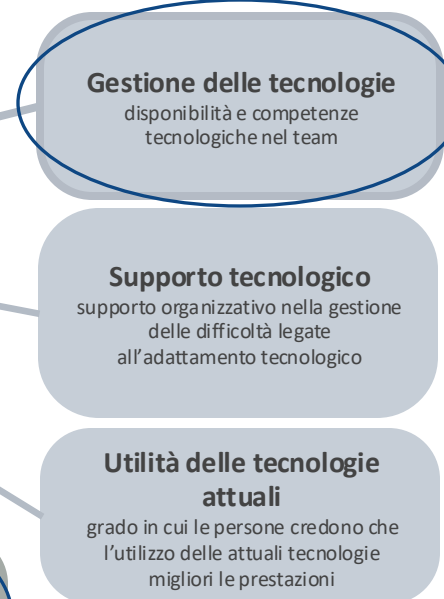 Gestione delle tecnologie
disponibilità e competenze
tecnologiche nel team
Supporto tecnologico
supporto organizzativo nella gestione
delle difficoltà legate
all’adattamento tecnologico
Utilità delle tecnologie
attuali
grado in cui le persone credono che
l’utilizzo delle attuali tecnologie
migliori le prestazioni